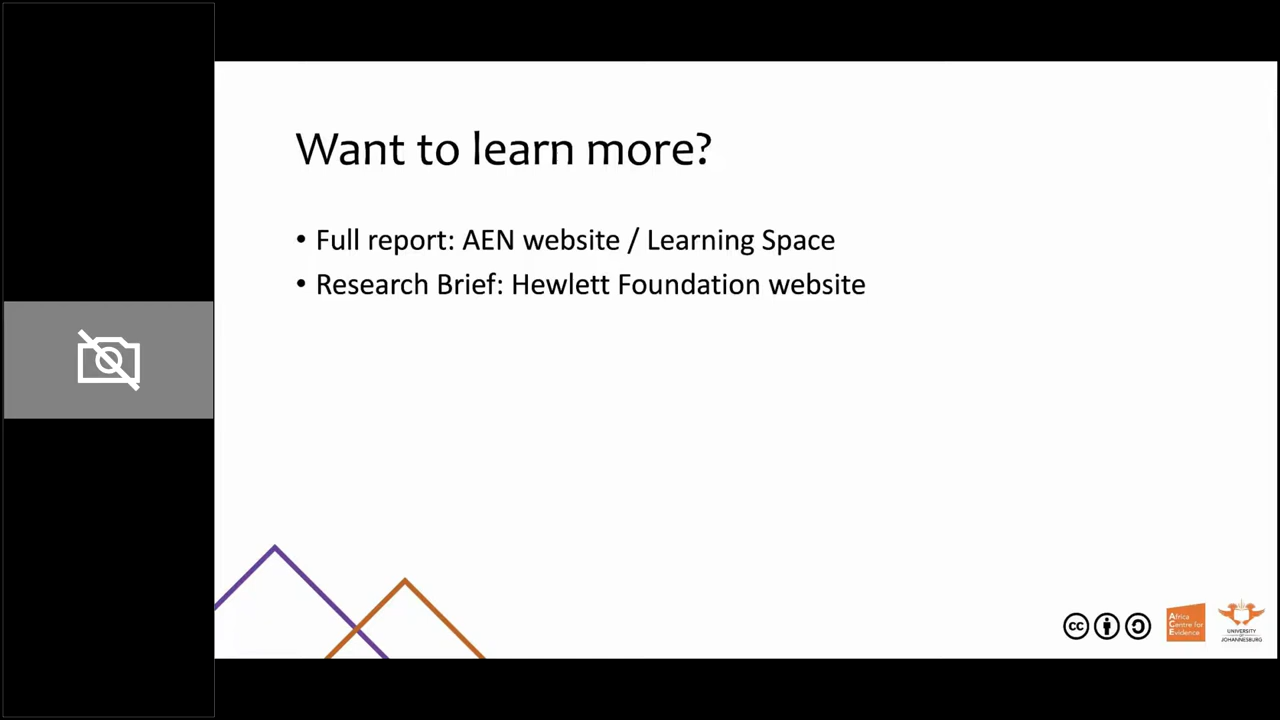 Want to learn more?
• Full report: AEN website / Learning Space
• Research Brief: Hewlett Foundation website
cc
Africa
Centre for
Evidence
UNIVERSITY
OF
JOHANNESBURG